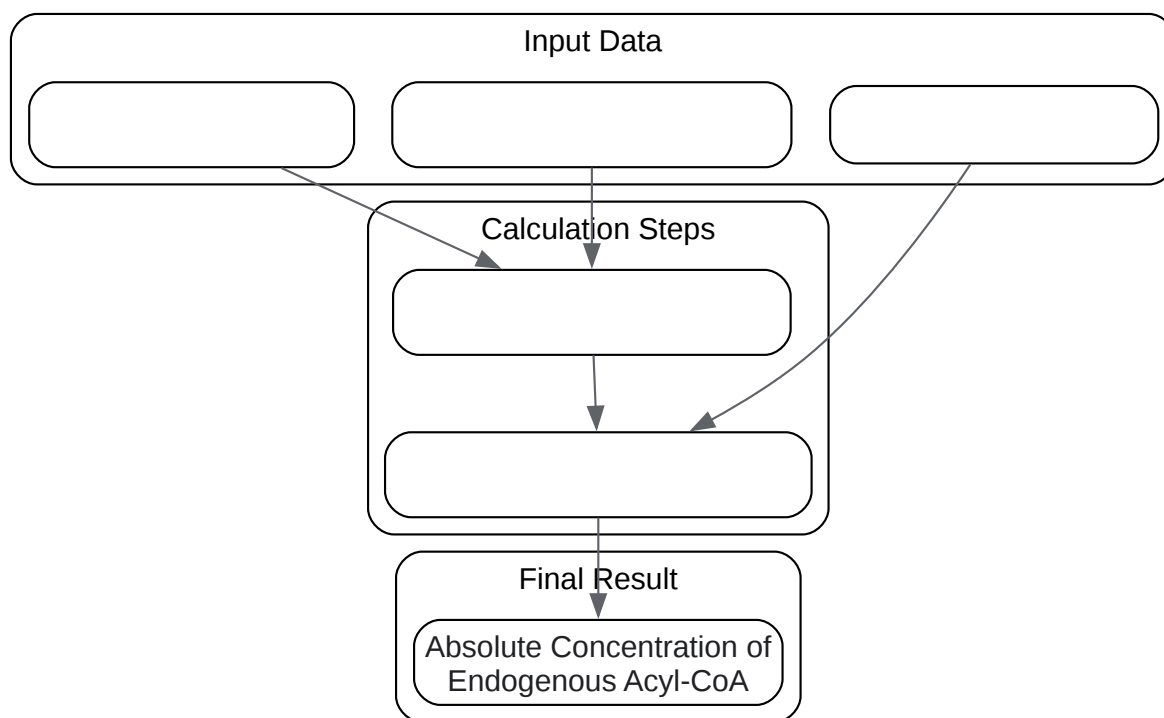 Input Data
Calculation Steps
Final Result
Absolute Concentration of
Endogenous Acyl-CoA